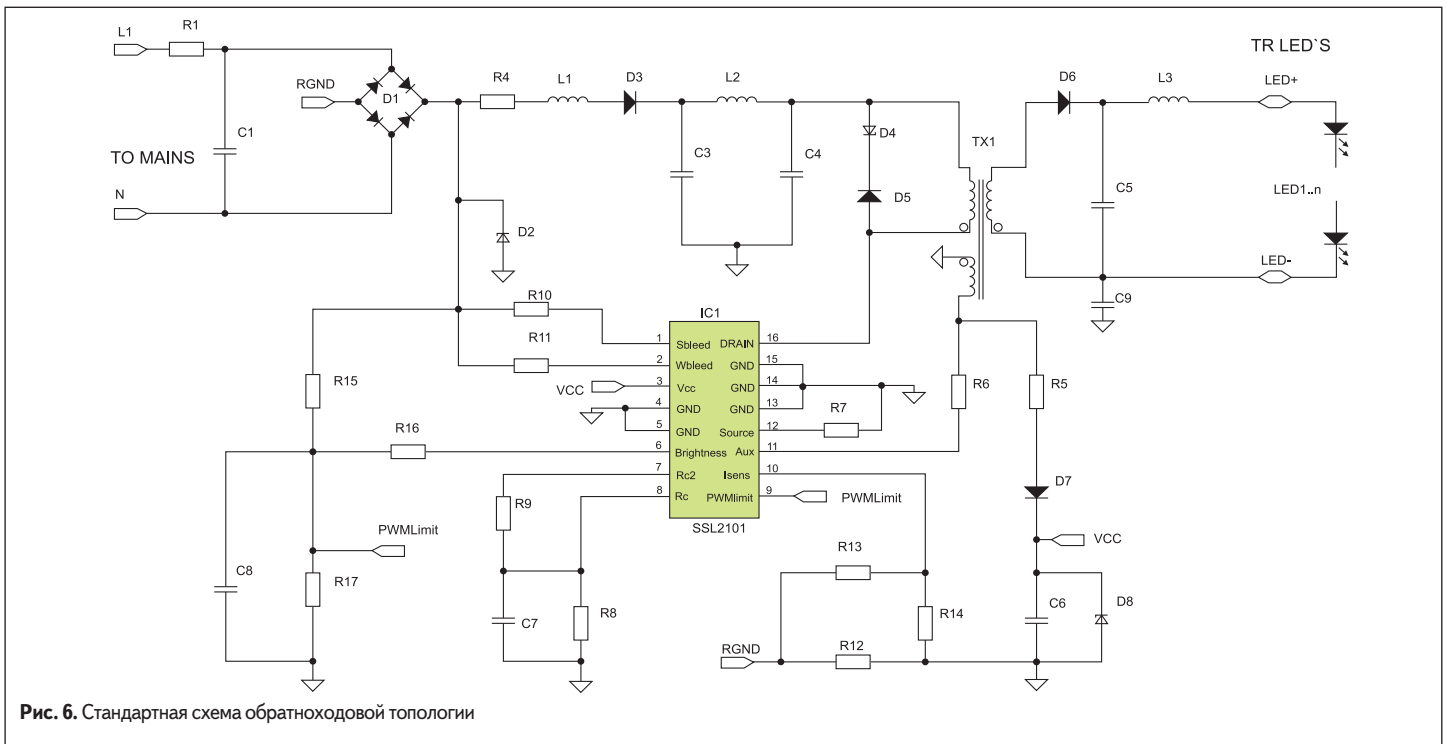 L1
R1
RGND
D1
C1
TO MAINS
N
R4
L1
D3
L2
C3
C4
D4
D5
D2
TX1
D6
L3
TR LED`S
LED+
C5
LED1..n
LED-
C9
R10
R11
IC1
1
Sbleed
DRAIN
16
2
Wbleed
GND
15
VCC
3
Vcc
GND
14
4
GND
GND
13
5
GND
Source
12
R7
R16
6
Brightness
Aux
11
7
Rc2
Isens
10
8
Rc
PWMlimit
9
PWMLimit
SSL2101
R15
PWMLimit
C8
R17
R9
C7
R8
R6
R5
D7
VCC
R13
C6
D8
R14
RGND
R12
Рис. 6. Стандартная схема обратноходовой топологии